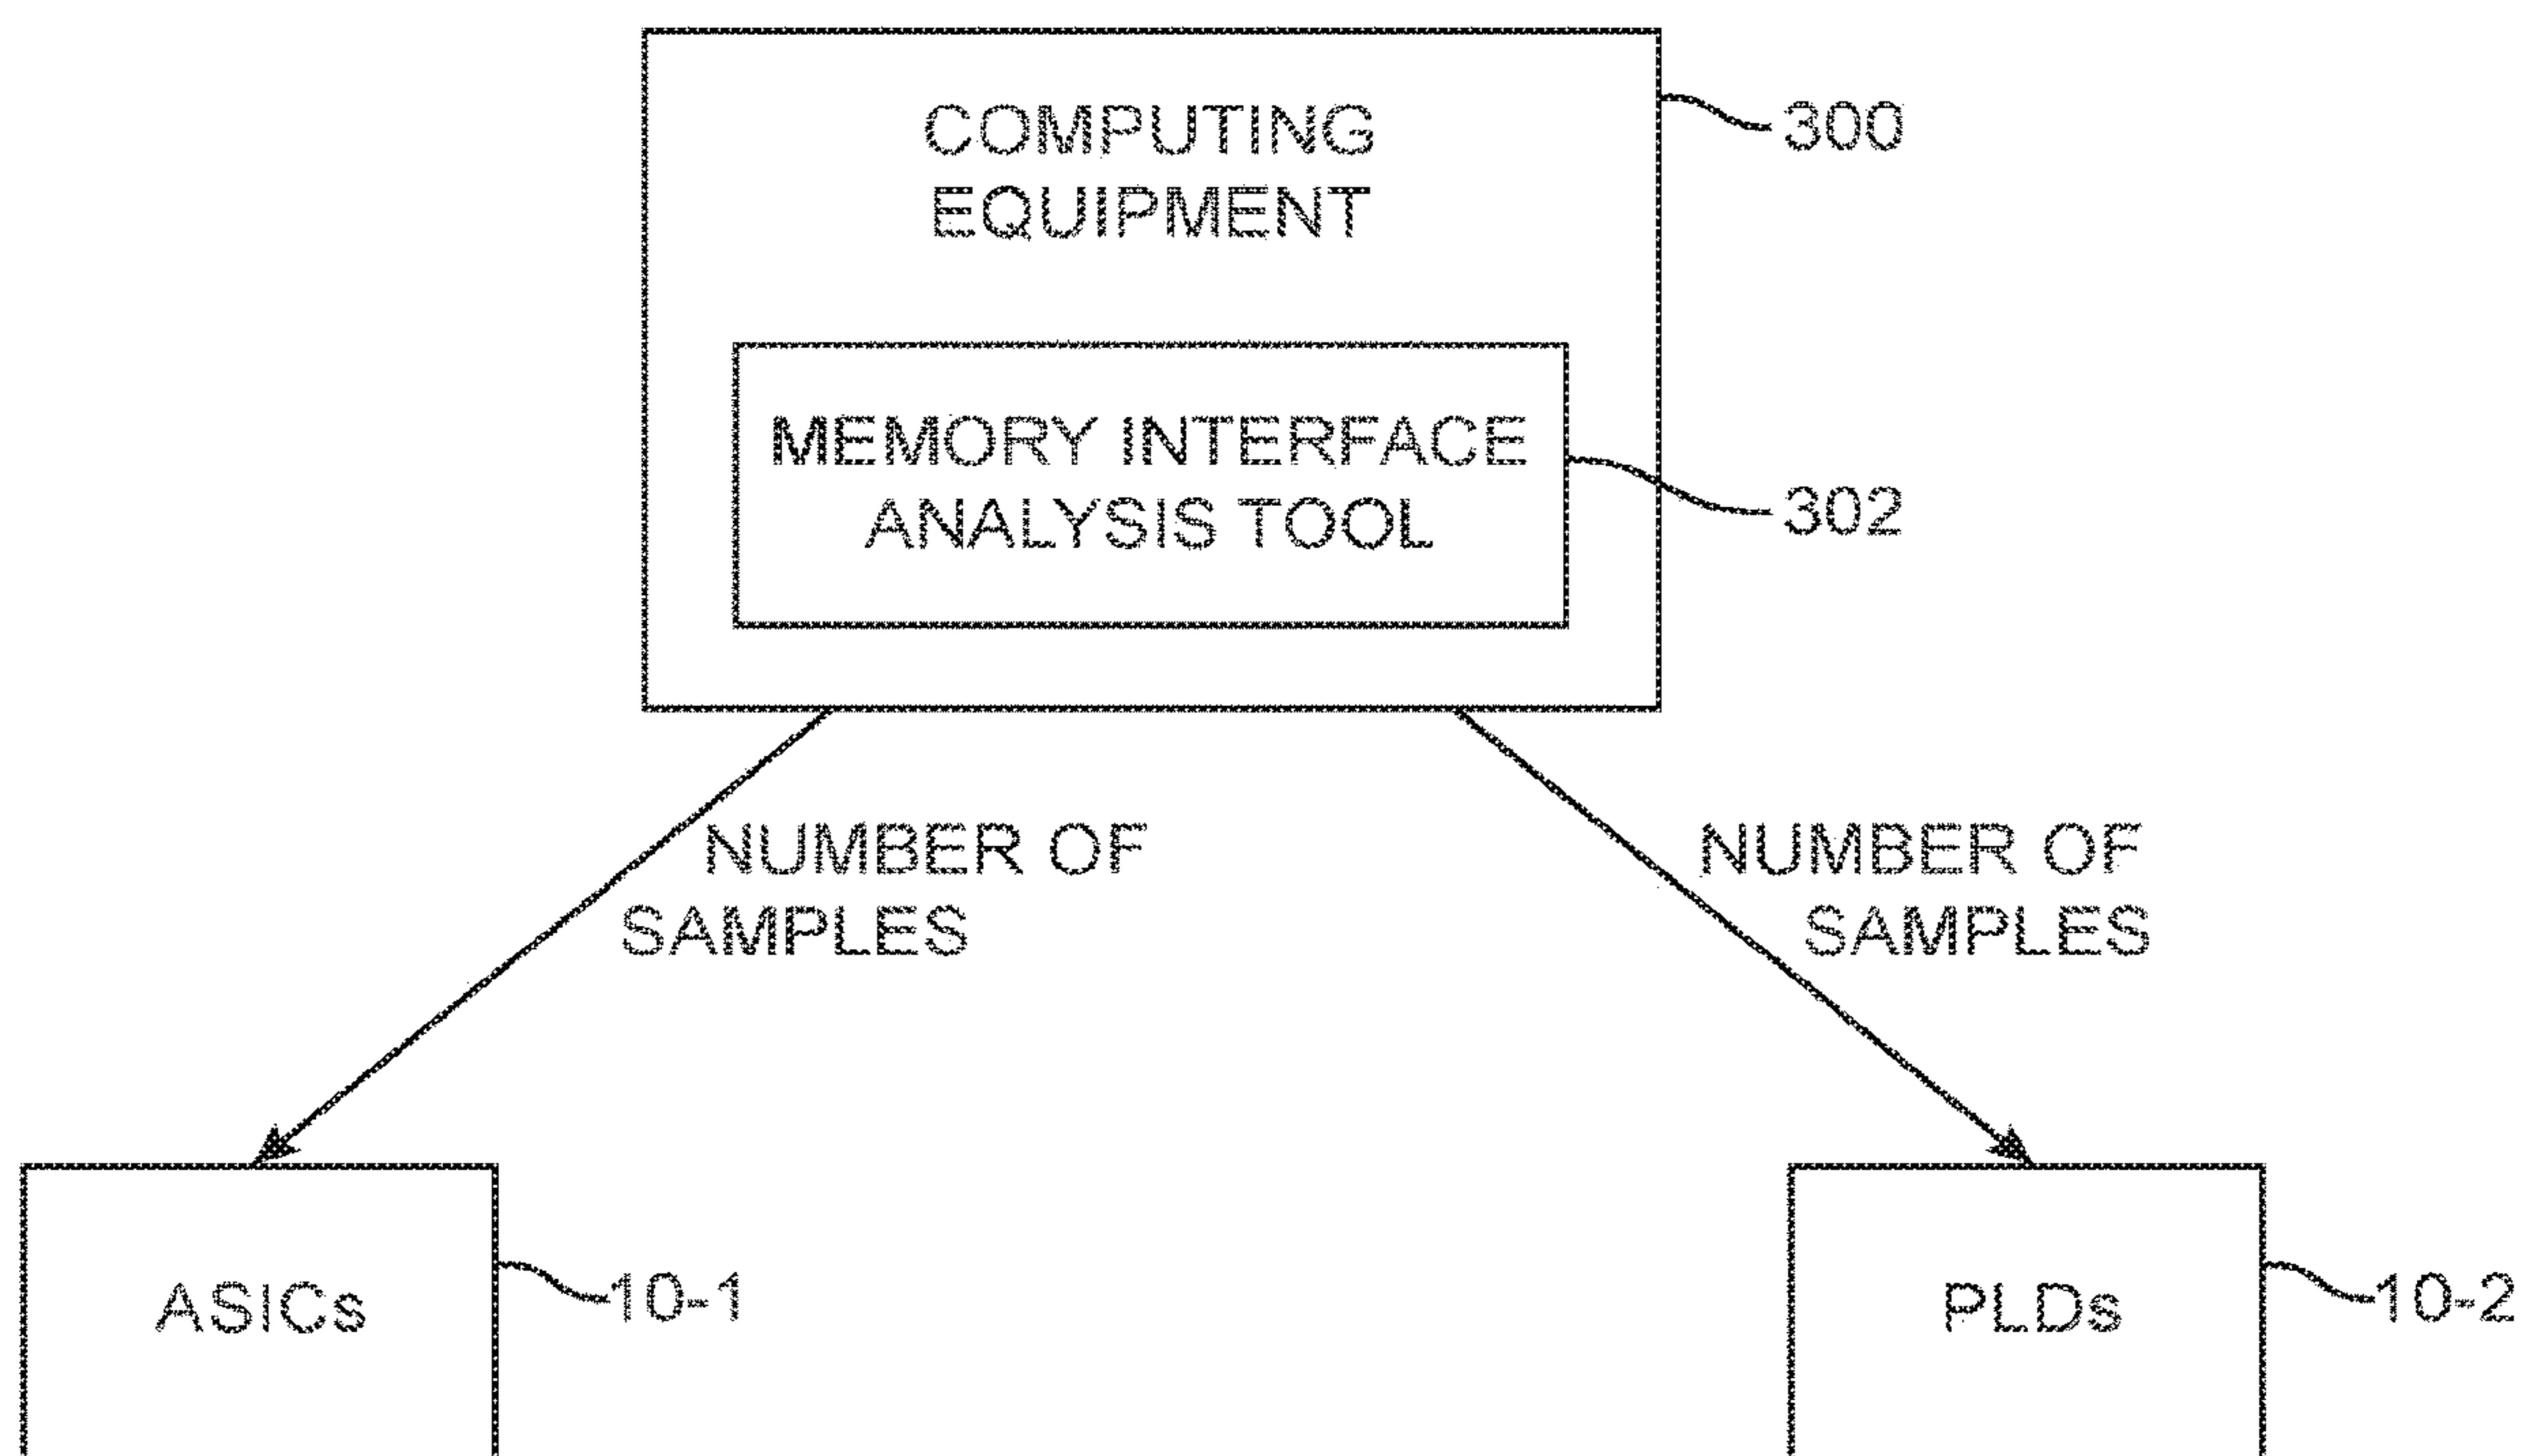 COMPUTING
EQUIPMENT
300
MEMORY INTERFACE
ANALYSIS TOOL
302
NUMBER OF
SAMPLES
NUMBER OF
SAMPLES
ASICs
10-1
PLDs
10-2